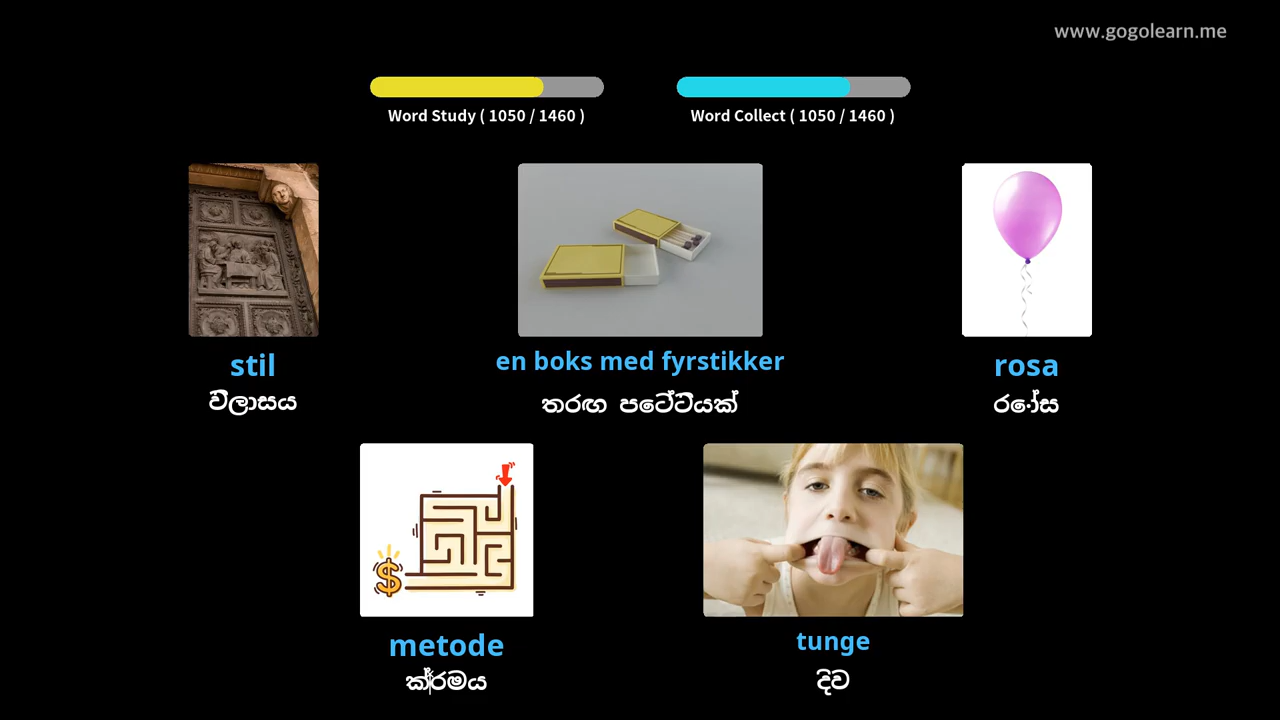 www.gogolearn.me
Word Study ( 1050 / 1460 )
Word Collect ( 1050 / 1460 )
stil
විලාසය
en boks med fyrstikker
තරඟ පෙට්ටියක්
rosa
රෝස
metode
ක්රමය
tunge
දිව